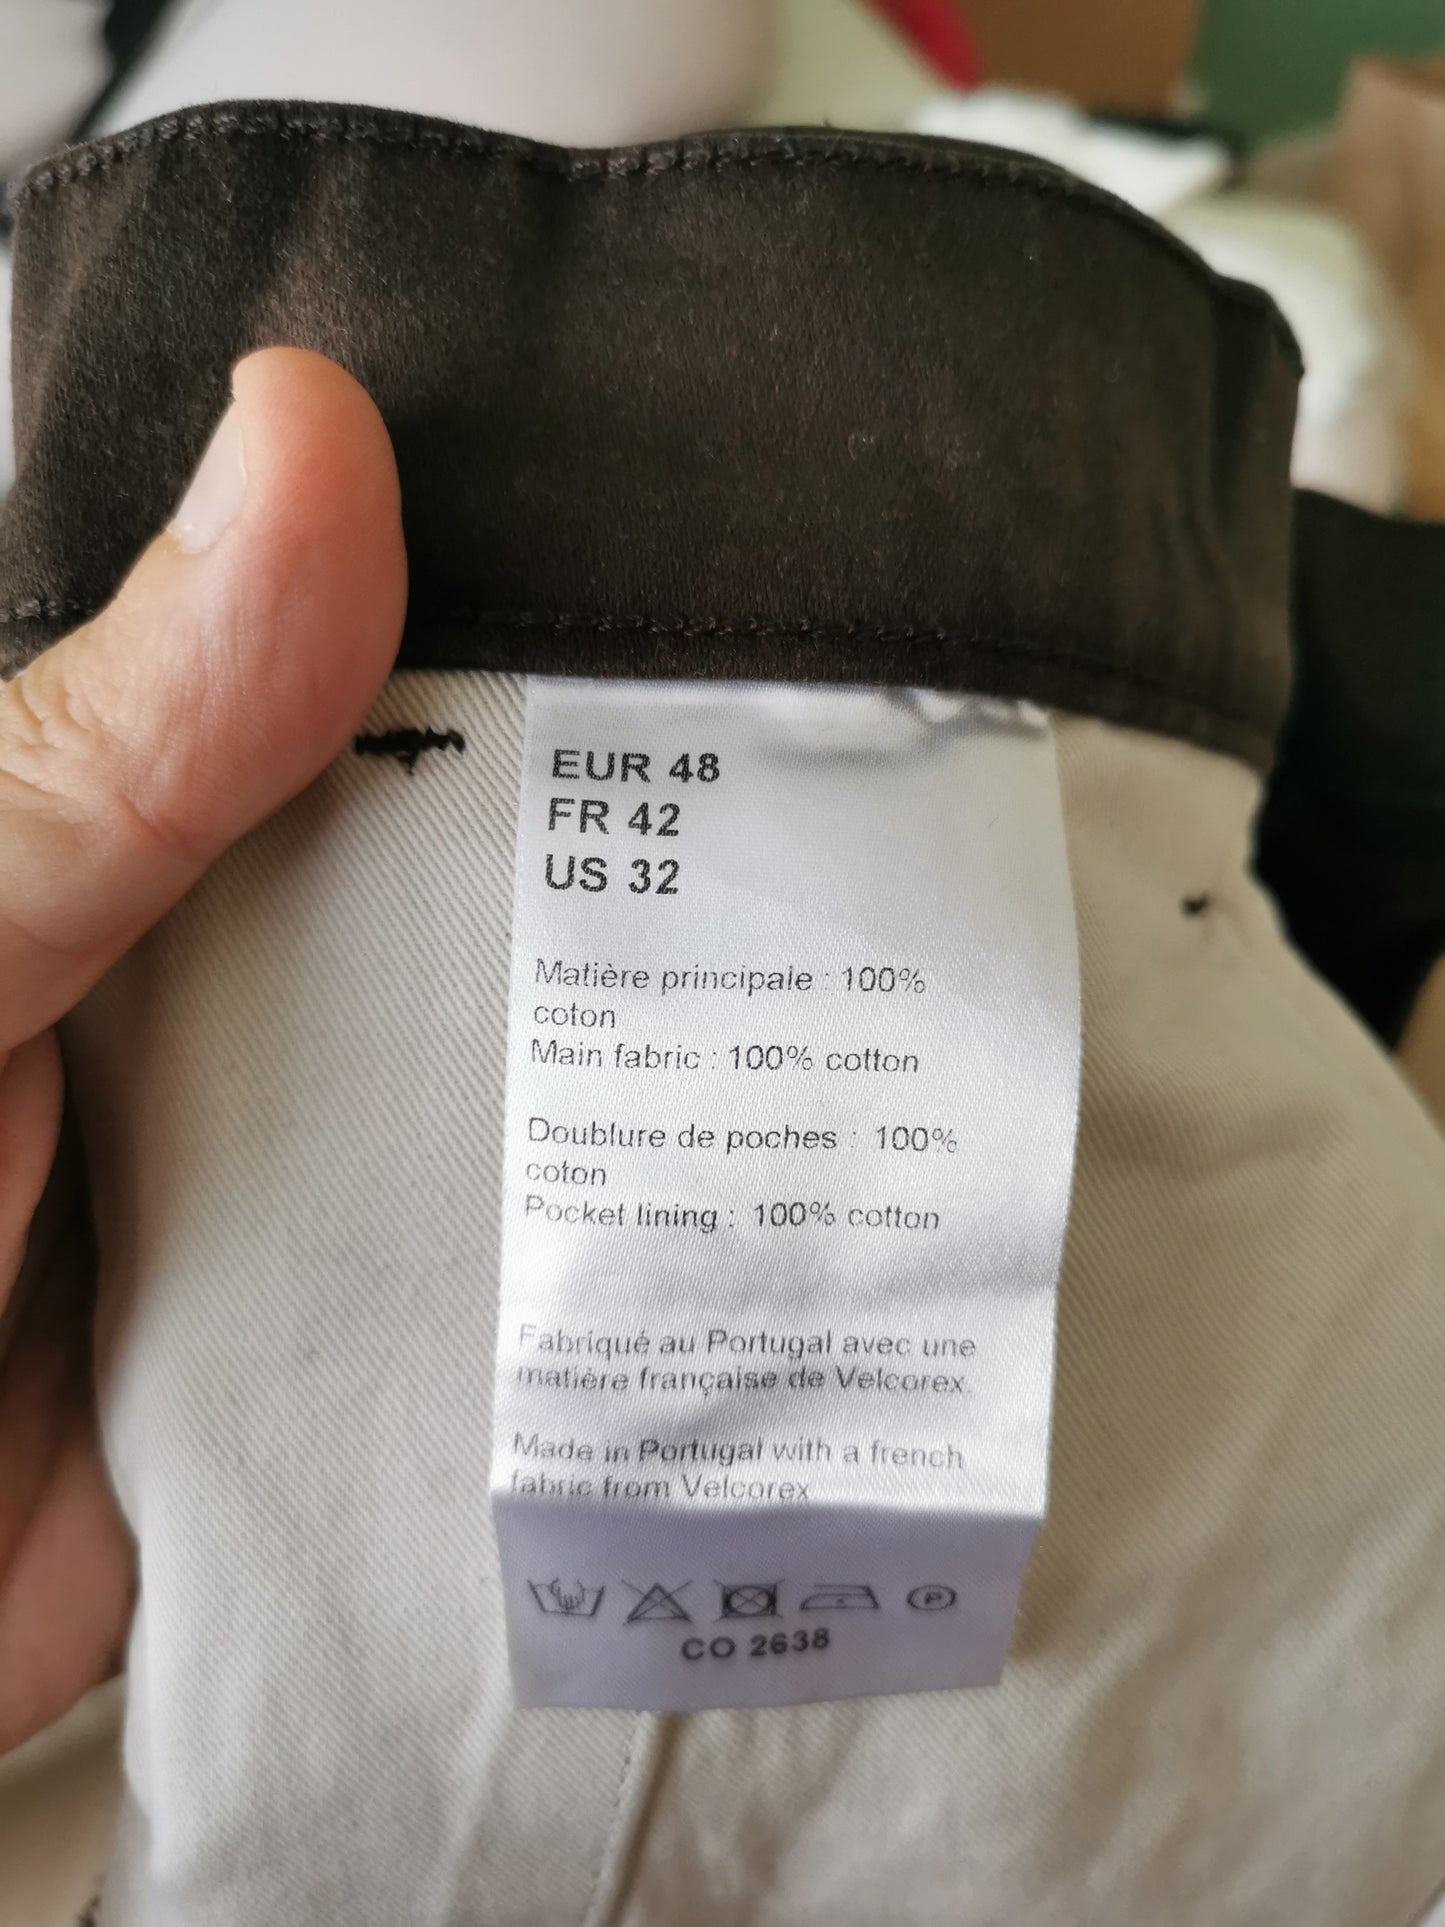 EUR 48
FR 42
US 32
Matière principale : 100%
coton
Main fabric : 100% cotton
Doublure de poches : 100%
coton
Pocket lining : 100% cotton
Fabriqué au Portugal avec une
matière française de Velcorex.
Made in Portugal with a french
fabric from Velcorex
P
CO 2638